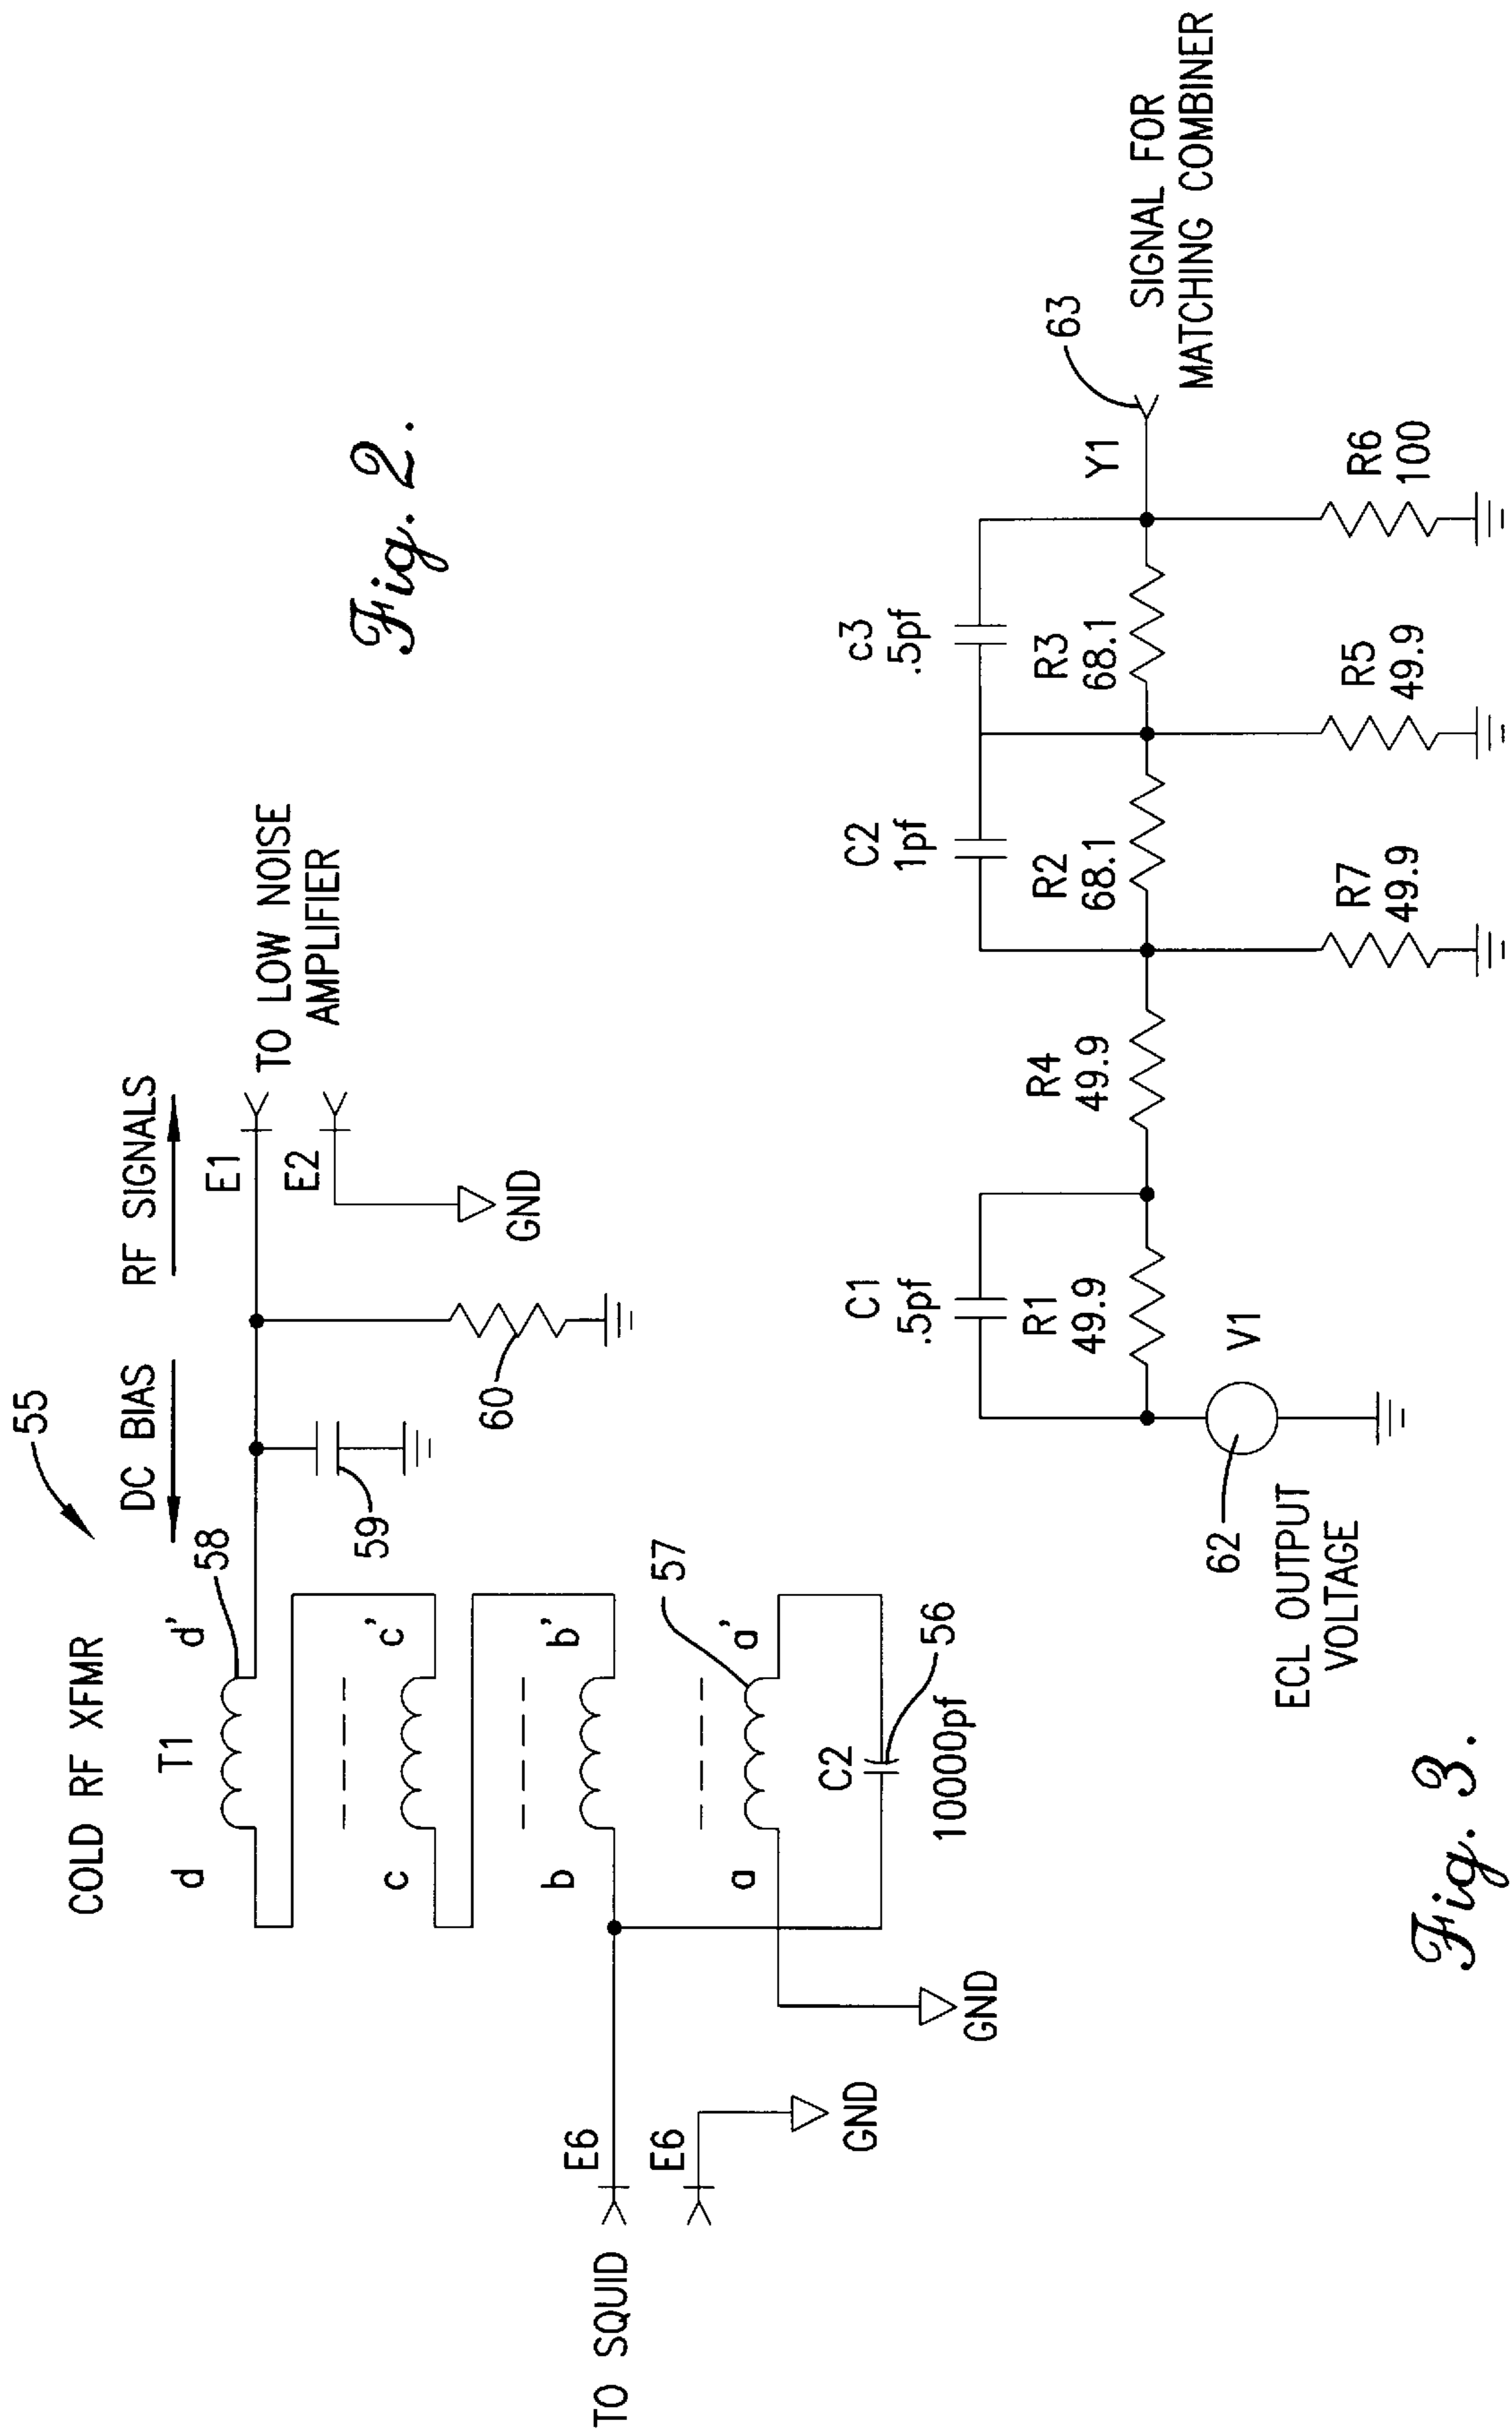 55
COLD RF XFMR
DC BIAS
RF SIGNALS
T1
d
d'
58
E1
TO LOW NOISE
AMPLIFIER
E2
59
60
GND
c
c'
b
b'
57
a
a'
TO SQUID
E6
E6
C2
10000pf
56
GND
GND
Fig. 2.
C1
.5pf
R1
49.9
R4
49.9
C2
1pf
R2
68.1
c3
.5pf
R3
68.1
Y1
63
SIGNAL FOR
MATCHING COMBINER
62
V1
ECL OUTPUT
VOLTAGE
R7
49.9
R5
49.9
R6
100
Fig. 3.